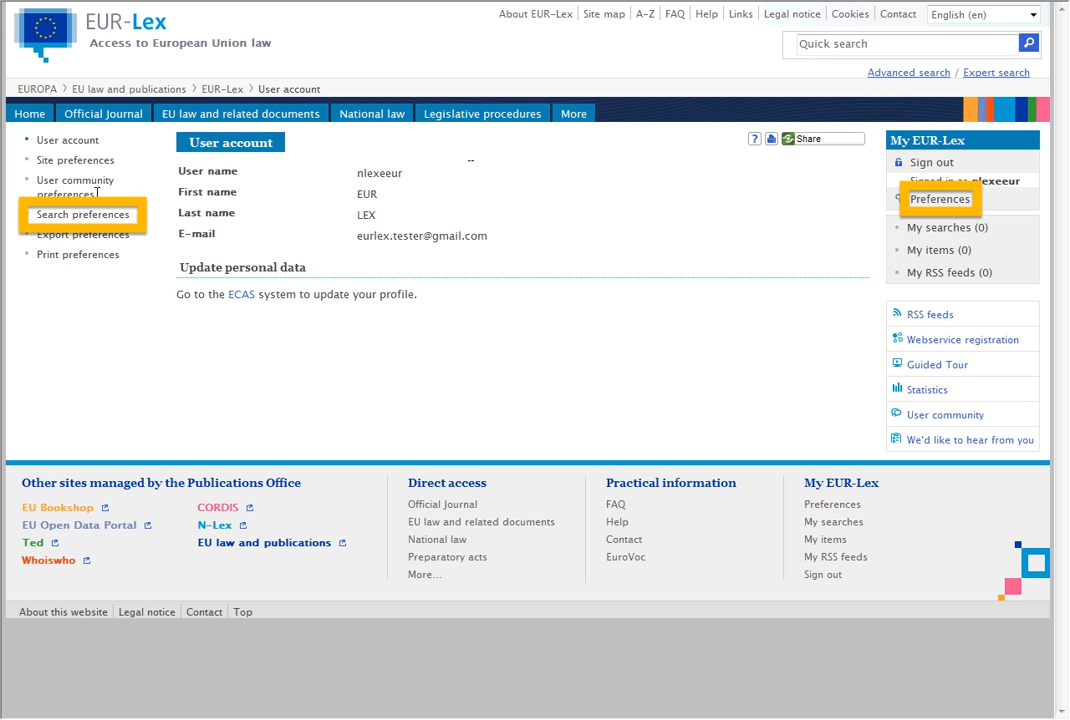 EUR-Lex
Access to European Union law
About EUR-Lex | Site map | A-Z | FAQ | Help | Links | Legal notice | Cookies | Contact
English (en)
Quick search
Advanced search / Expert search
EUROPA > EU law and publications > EUR-Lex > User account
Home
Official Journal
EU law and related documents
National law
Legislative procedures
More
User account
Site preferences
User community
preferences
Search preferences
Export preferences
Print preferences
User account
? Share
--
User name nlexeeur
First name EUR
Last name LEX
E-mail eurlex.tester@gmail.com
Update personal data
Go to the ECAS system to update your profile.
My EUR-Lex
Sign out
Signed in as nlexeeur
Preferences
My searches (0)
My items (0)
My RSS feeds (0)
RSS feeds
Webservice registration
Guided Tour
Statistics
User community
We'd like to hear from you
Other sites managed by the Publications Office
EU Bookshop
EU Open Data Portal
Ted
Whoiswho
CORDIS
N-Lex
EU law and publications
Direct access
Official Journal
EU law and related documents
National law
Preparatory acts
More...
Practical information
FAQ
Help
Contact
EuroVoc
My EUR-Lex
Preferences
My searches
My items
My RSS feeds
Sign out
About this website | Legal notice | Contact | Top